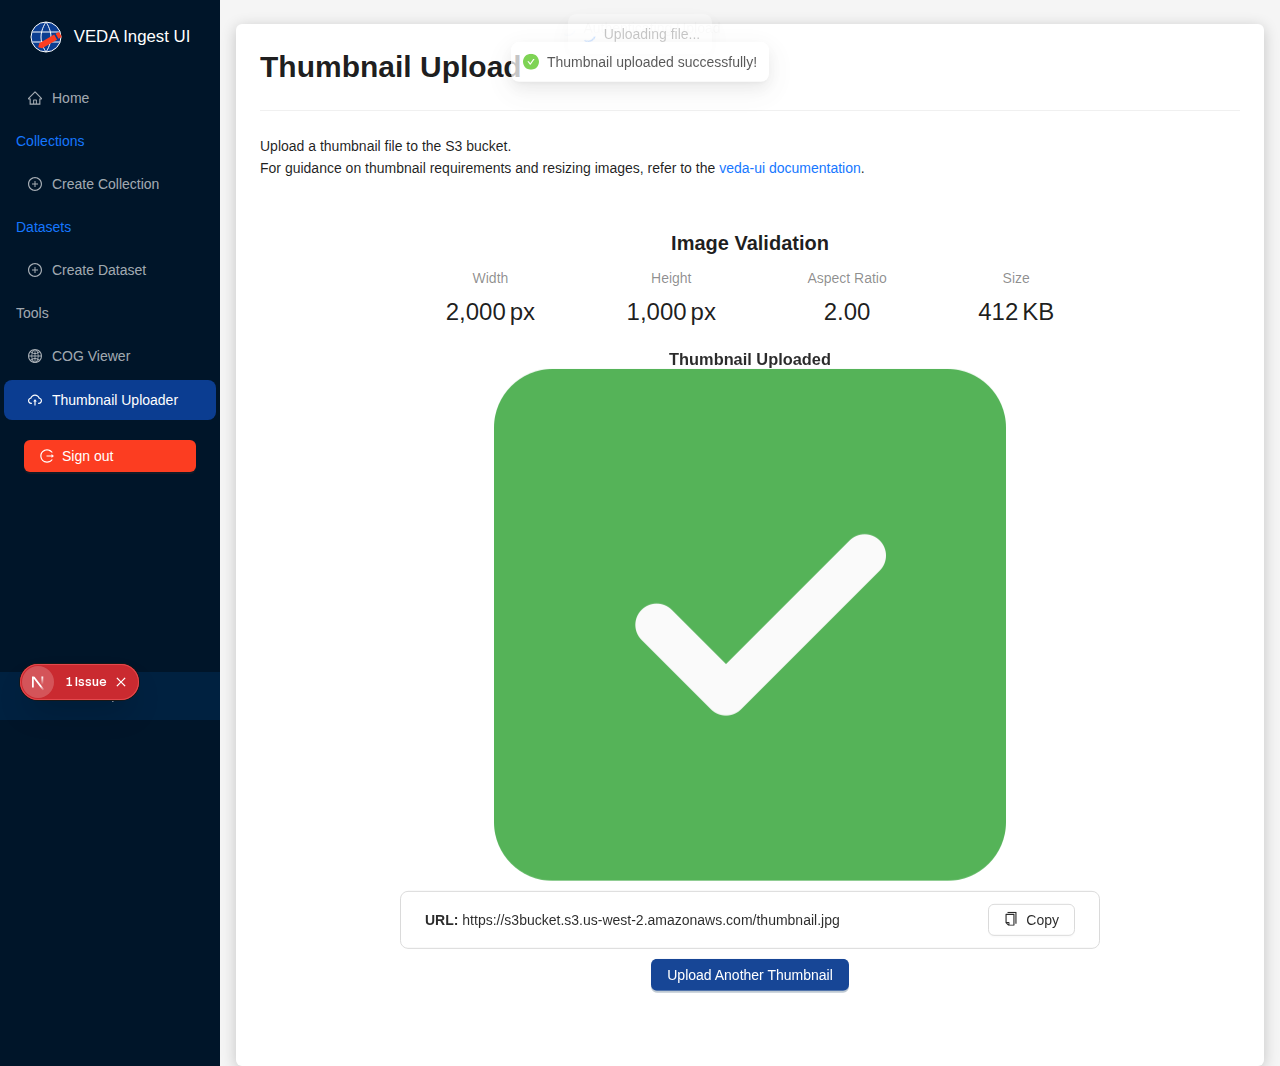 VEDA Ingest UI
Home
Collections
Create Collection
Datasets
Create Dataset
Tools
COG Viewer
Thumbnail Uploader
Sign out
1 Issue
Uploading file...
Thumbnail uploaded successfully!
Thumbnail Upload
Upload a thumbnail file to the S3 bucket.
For guidance on thumbnail requirements and resizing images, refer to the veda-ui documentation.
Image Validation
Width Height Aspect Ratio Size
2,000 px 1,000 px 2.00 412 KB
Thumbnail Uploaded
URL: https://s3bucket.s3.us-west-2.amazonaws.com/thumbnail.jpg Copy
Upload Another Thumbnail